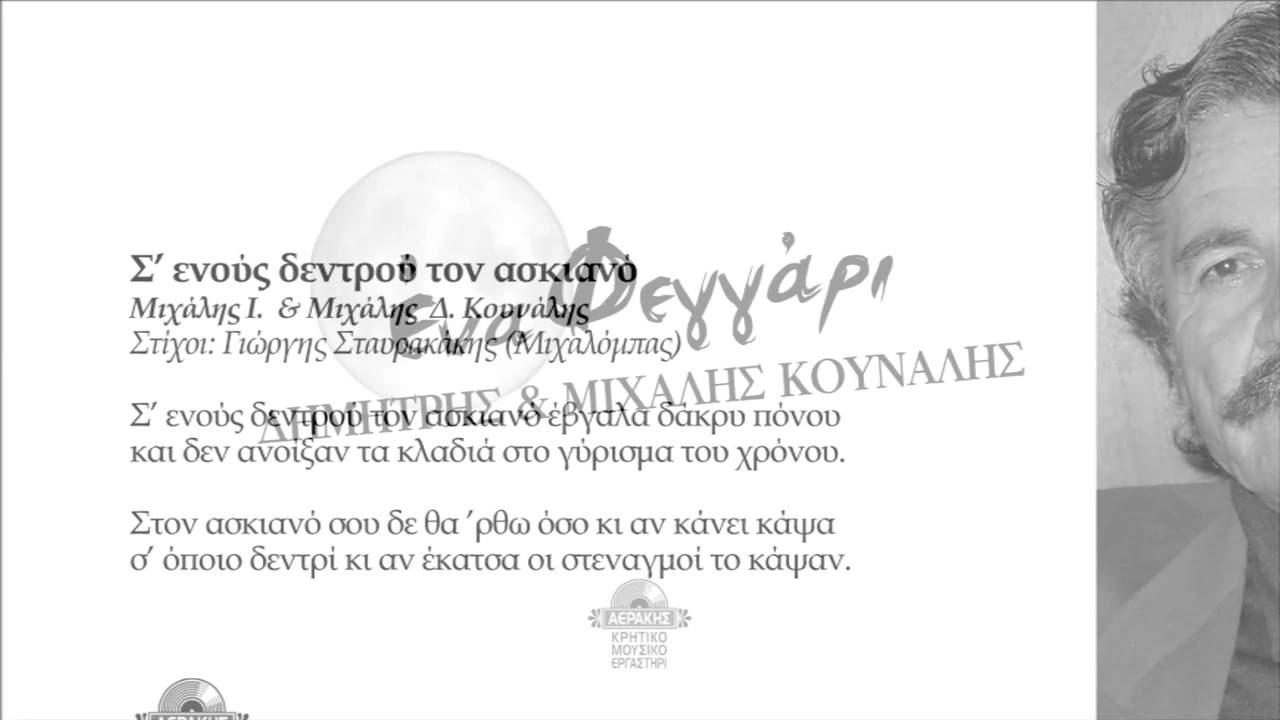 Σ’ ενούς δεντρού τον ασκιανό
Μιχάλης Ι. & Μιχάλης Δ. Κουνάλης
Στίχοι: Γιώργης Σταυρακάκης (Μιχαλόμπας)
ένα Φεγγάρι
ΔΗΜΗΤΡΗΣ & ΜΙΧΑΛΗΣ ΚΟΥΝΑΛΗΣ
Σ’ ενούς δεντρού τον ασκιανό έβγαλα δάκρυ πόνου
και δεν ανοίξαν τα κλαδιά στο γύρισμα του χρόνου.
Στον ασκιανό σου δε θα ’ρθω όσο κι αν κάνει κάψα
σ’ όποιο δεντρί κι αν έκατσα οι στεναγμοί το κάψαν.
ΑΕΡΑΚΗΣ
ΚΡΗΤΙΚΟ
ΜΟΥΣΙΚΟ
ΕΡΓΑΣΤΗΡΙ
ΑΕΡΑΚΗΣ